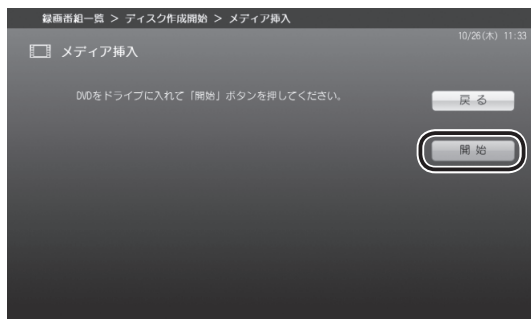 録画番組一覧 > ディスク作成開始 > メディア挿入
10/26(木) 11:33
メディア挿入
DVDをドライブに入れて「開始」ボタンを押してください。
戻る
開始